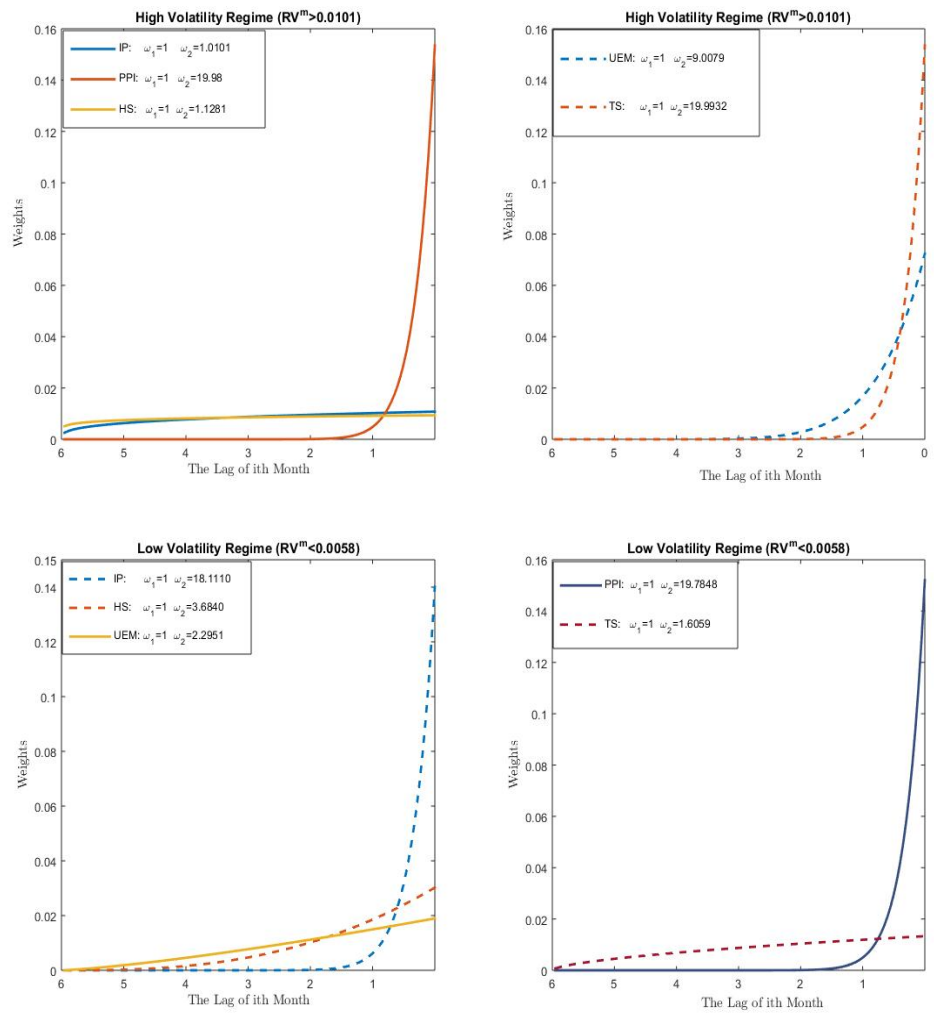 High Volatility Regime (RV^m>0.0101)
0.16
0.14
0.12
0.1
0.08
0.06
0.04
0.02
0
Weights
IP: ω₁=1 ω₂=1.0101
PPI: ω₁=1 ω₂=19.98
HS: ω₁=1 ω₂=1.1281
6 5 4 3 2 1
The Lag of ith Month
High Volatility Regime (RV^m>0.0101)
0.16
0.14
0.12
0.1
0.08
0.06
0.04
0.02
0
Weights
UEM: ω₁=1 ω₂=9.0079
TS: ω₁=1 ω₂=19.9932
6 5 4 3 2 1 0
The Lag of ith Month
Low Volatility Regime (RV^m<0.0058)
0.15
0.14
0.12
0.1
0.08
0.06
0.04
0.02
0
Weights
IP: ω₁=1 ω₂=18.1110
HS: ω₁=1 ω₂=3.6840
UEM: ω₁=1 ω₂=2.2951
6 5 4 3 2 1
The Lag of ith Month
Low Volatility Regime (RV^m<0.0058)
0.16
0.14
0.12
0.1
0.08
0.06
0.04
0.02
0
Weights
PPI: ω₁=1 ω₂=19.7848
TS: ω₁=1 ω₂=1.6059
6 5 4 3 2 1
The Lag of ith Month